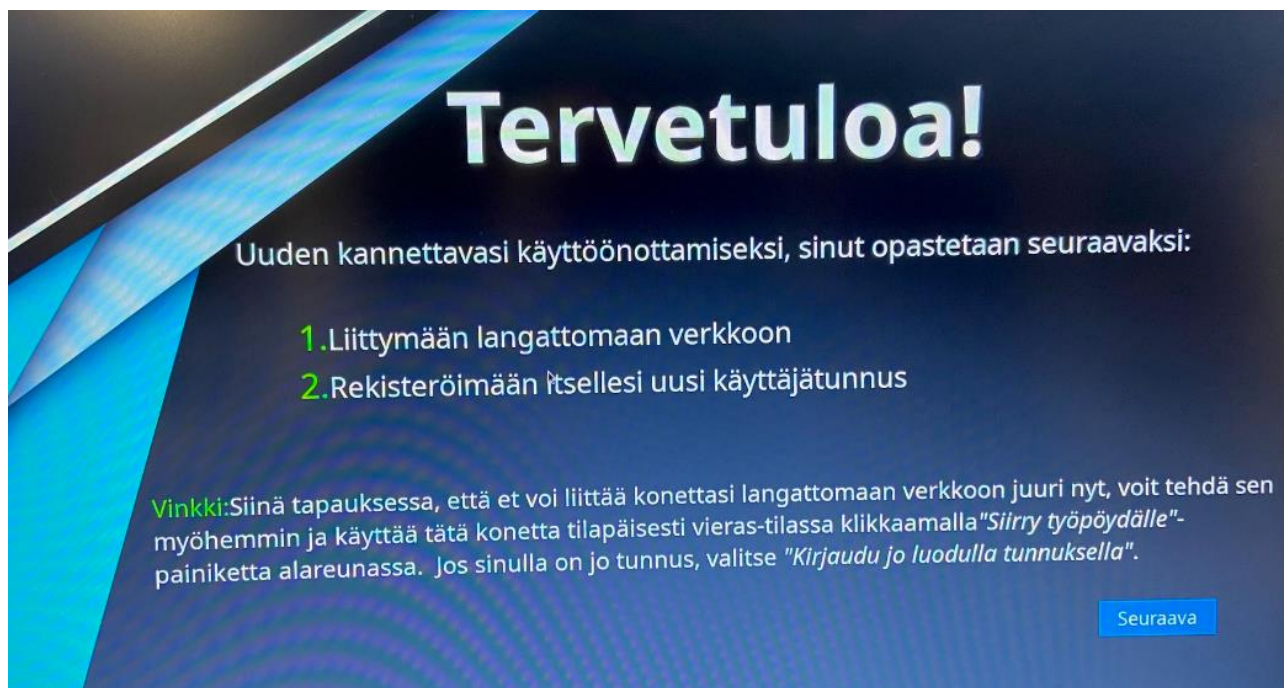 Tervetuloa!
Uuden kannettavasi käyttöönottamiseksi, sinut opastetaan seuraavaksi:
1.Liittymään langattomaan verkkoon
2.Rekisteröimään itsellesi uusi käyttäjätunnus
Vinkki:Siinä tapauksessa, että et voi liittää konettasi langattomaan verkkoon juuri nyt, voit tehdä sen
myöhemmin ja käyttää tätä konetta tilapäisesti vieras-tilassa klikkaamalla"Siirry työpöydälle"-
painiketta alareunassa. Jos sinulla on jo tunnus, valitse "Kirjaudu jo luodulla tunnuksella".
Seuraava